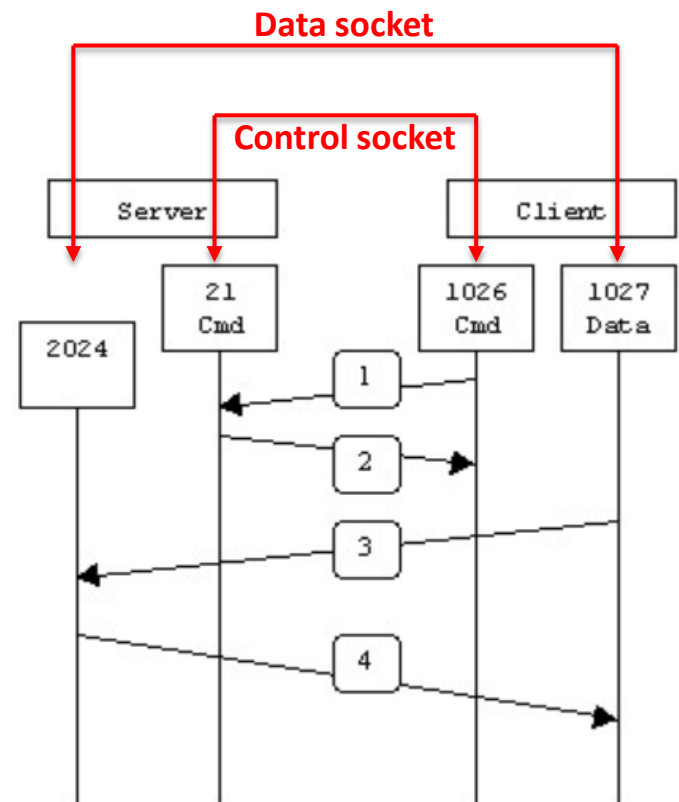 Data socket
Control socket
Server
Client
21
Cmd
1026
Cmd
1027
Data
2024
1
2
3
4